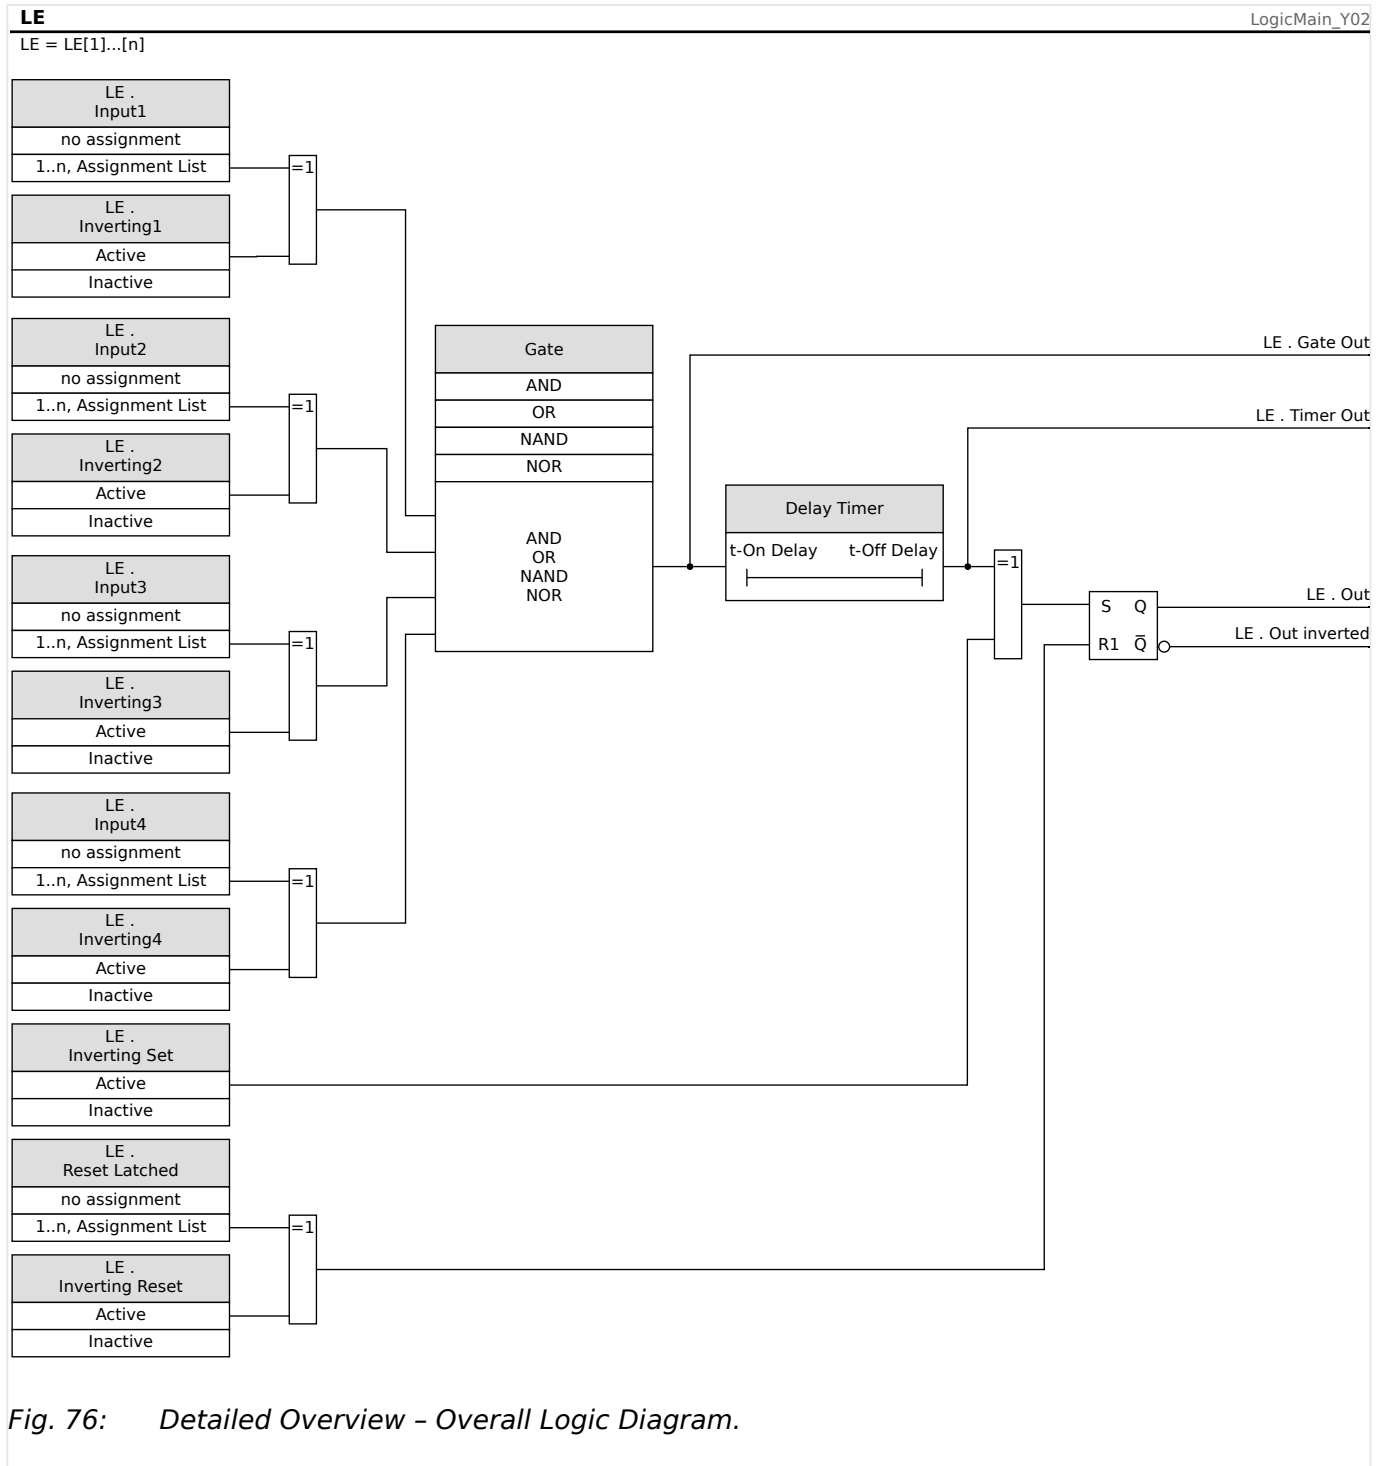 LE
LogicMain_Y02
LE = LE[1]...[n]
LE .
Input1
no assignment
1..n, Assignment List
=1
LE .
Inverting1
Active
Inactive
LE .
Input2
no assignment
1..n, Assignment List
=1
LE .
Inverting2
Active
Inactive
LE .
Input3
no assignment
1..n, Assignment List
=1
LE .
Inverting3
Active
Inactive
LE .
Input4
no assignment
1..n, Assignment List
=1
LE .
Inverting4
Active
Inactive
LE .
Inverting Set
Active
Inactive
LE .
Reset Latched
no assignment
1..n, Assignment List
=1
LE .
Inverting Reset
Active
Inactive
Gate
AND
OR
NAND
NOR
AND
OR
NAND
NOR
Delay Timer
t-On Delay t-Off Delay
=1
S Q
R1 Q̅
LE . Gate Out
LE . Timer Out
LE . Out
LE . Out inverted
Fig. 76: Detailed Overview – Overall Logic Diagram.